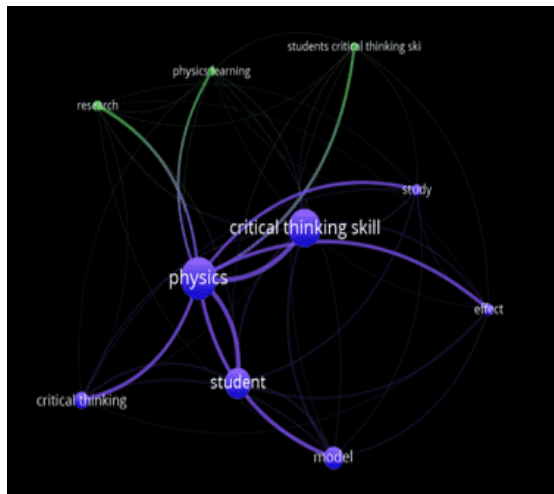 students critical thinking ski
physics learning
research
study
critical thinking skill
physics
effect
student
critical thinking
model